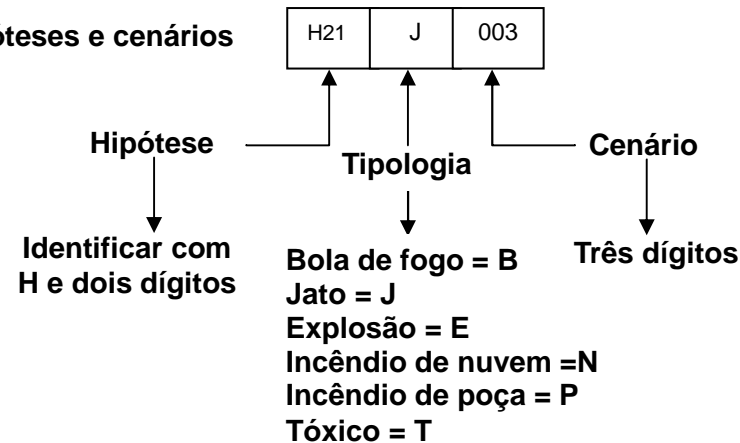 e cenários
H21 J 003
Hipótese
Tipologia
Cenário
Identificar com
H e dois dígitos
Três dígitos
Bola de fogo = B
Jato = J
Explosão = E
Incêndio de nuvem =N
Incêndio de poça = P
Tóxico = T